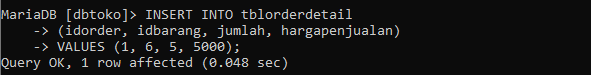 MariaDB [dbtoko]> INSERT INTO tblorderdetail
    -> (idorder, idbarang, jumlah, hargapenjualan)
    -> VALUES (1, 6, 5, 5000);
Query OK, 1 row affected (0.048 sec)